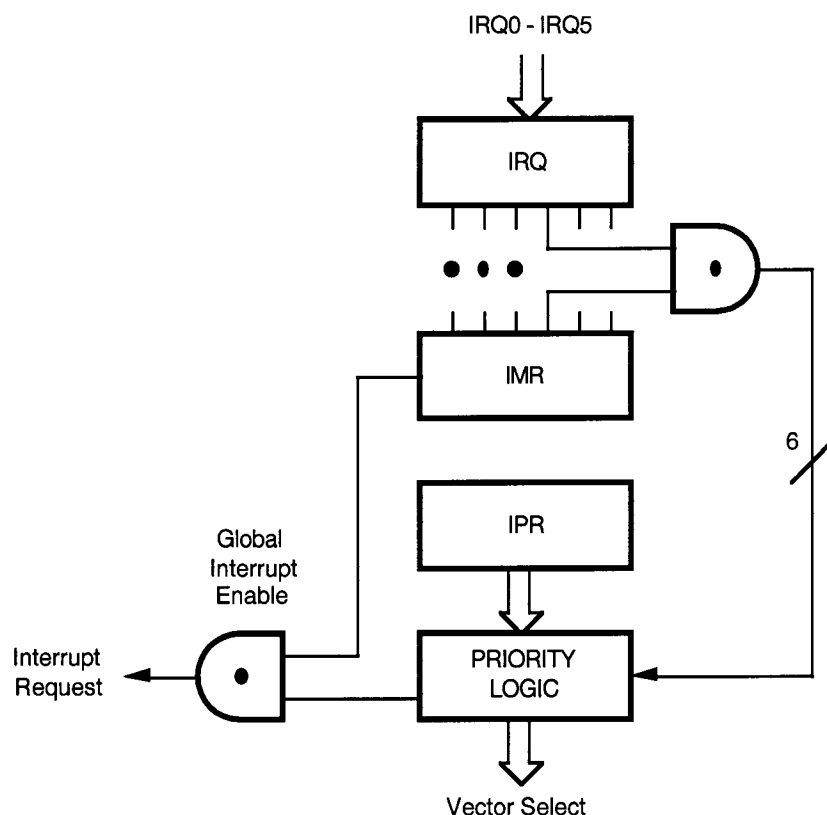 IRQ0 - IRQ5
IRQ
IMR
6
IPR
Global
Interrupt
Enable
PRIORITY
LOGIC
Interrupt
Request
Vector Select